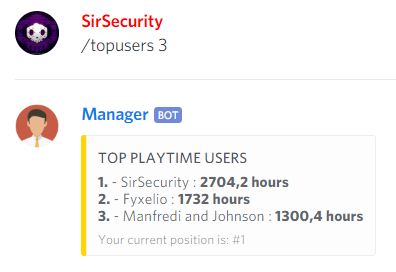 SirSecurity
/topusers 3
Manager BOT
TOP PLAYTIME USERS
1. - SirSecurity : 2704,2 hours
2. - Fyxelio : 1732 hours
3. - Manfredi and Johnson : 1300,4 hours
Your current position is: #1